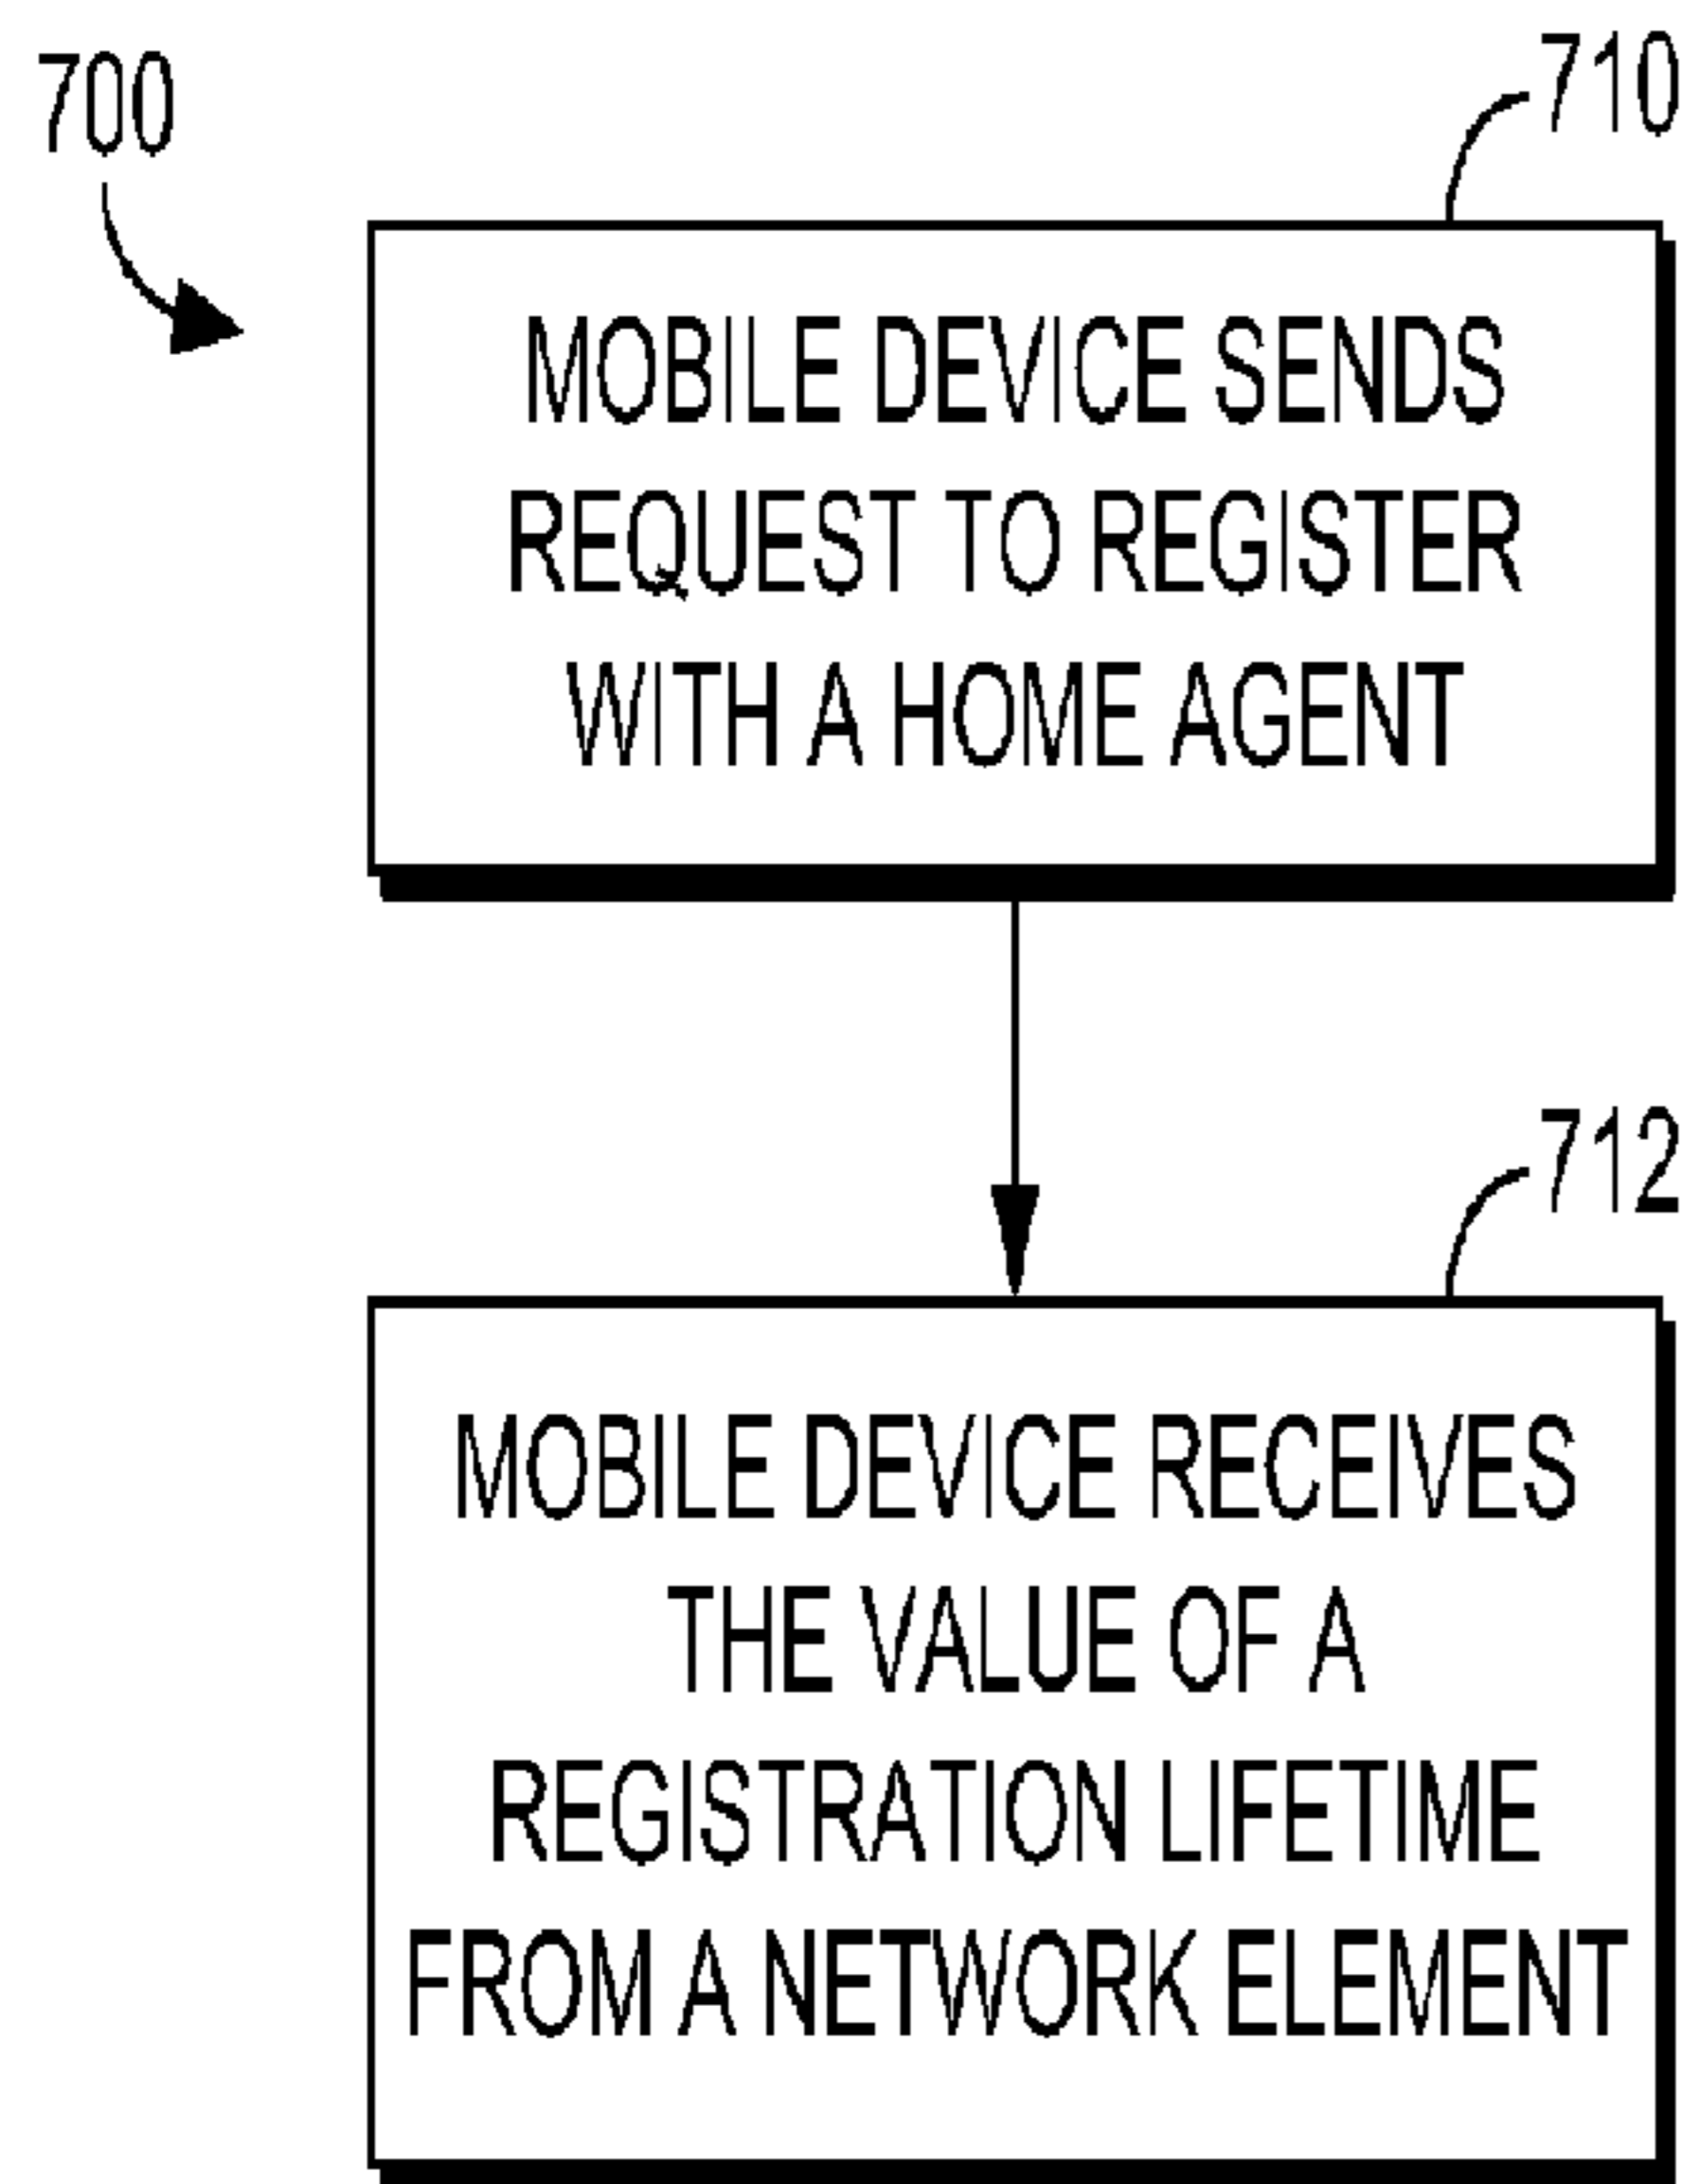 700
710
MOBILE DEVICE SENDS
REQUEST TO REGISTER
WITH A HOME AGENT
712
MOBILE DEVICE RECEIVES
THE VALUE OF A
REGISTRATION LIFETIME
FROM A NETWORK ELEMENT